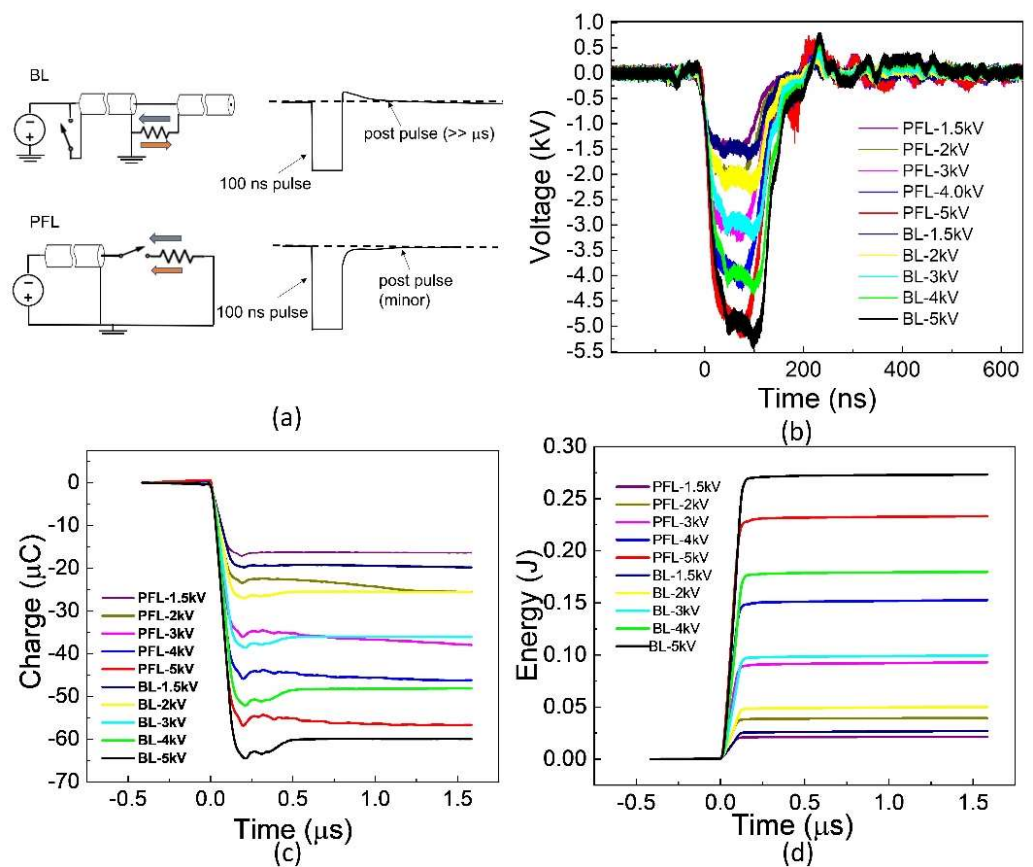 BL
post pulse (>> μs)
100 ns pulse
PFL
post pulse
(minor)
100 ns pulse
(a)
1.0
0.5
0.0
-0.5
-1.0
-1.5
-2.0
-2.5
-3.0
-3.5
-4.0
-4.5
-5.0
-5.5
Voltage (kV)
PFL-1.5kV
PFL-2kV
PFL-3kV
PFL-4.0kV
PFL-5kV
BL-1.5kV
BL-2kV
BL-3kV
BL-4kV
BL-5kV
0 200 400 600
Time (ns)
(b)
0
-10
-20
-30
-40
-50
-60
-70
Charge (μC)
PFL-1.5kV
PFL-2kV
PFL-3kV
PFL-4kV
PFL-5kV
BL-1.5kV
BL-2kV
BL-3kV
BL-4kV
BL-5kV
-0.5 0.0 0.5 1.0 1.5
Time (μs)
(c)
0.30
0.25
0.20
0.15
0.10
0.05
0.00
Energy (J)
PFL-1.5kV
PFL-2kV
PFL-3kV
PFL-4kV
PFL-5kV
BL-1.5kV
BL-2kV
BL-3kV
BL-4kV
BL-5kV
-0.5 0.0 0.5 1.0 1.5
Time (μs)
(d)